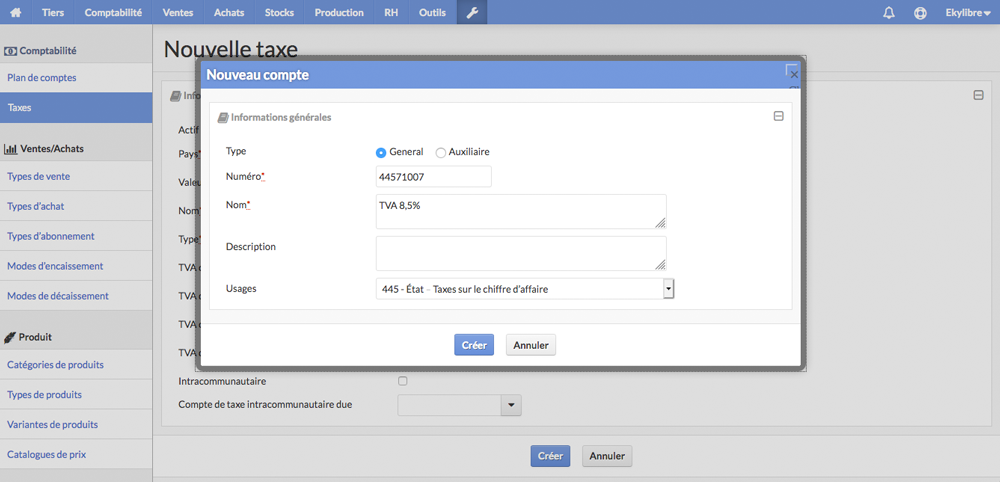 Tiers Comptabilité Ventes Achats Stocks Production RH Outils Ekylibre
Comptabilité
Plan de comptes
Taxes
Ventes/Achats
Types de vente
Types d'achat
Types d'abonnement
Modes d'encaissement
Modes de décaissement
Produit
Catégories de produits
Types de produits
Variantes de produits
Catalogues de prix
Nouvelle taxe
Actif
Pays*
Valeu
Nom*
Type*
TVA
TVA
TVA
TVA
Intracommunautaire
Compte de taxe intracommunautaire due
Créer Annuler
Nouveau compte
Informations générales
Type General Auxiliaire
Numéro* 44571007
Nom* TVA 8,5%
Description
Usages 445 - État - Taxes sur le chiffre d'affaire
Créer Annuler